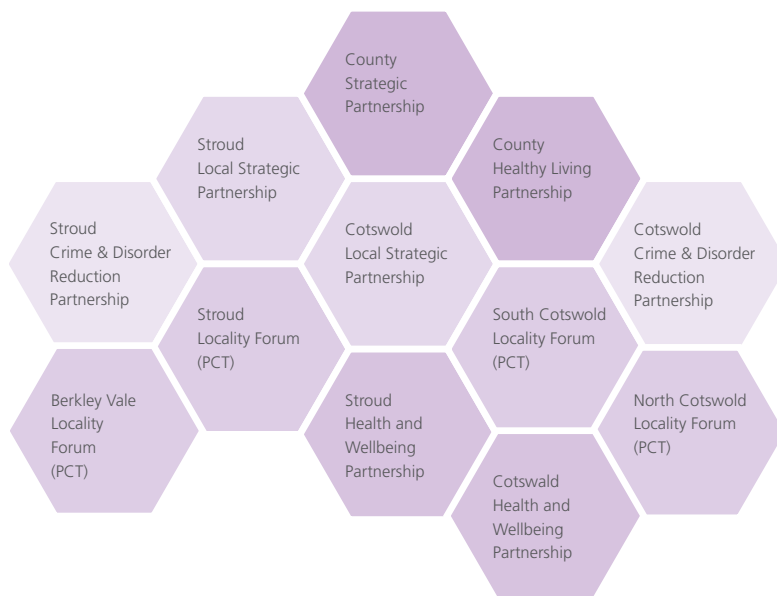 County
Strategic
Partnership
Stroud
Local Strategic
Partnership
County
Healthy Living
Partnership
Stroud
Crime & Disorder
Reduction
Partnership
Cotswold
Local Strategic
Partnership
Cotswold
Crime & Disorder
Reduction
Partnership
Stroud
Locality Forum
(PCT)
South Cotswold
Locality Forum
(PCT)
Berkley Vale
Locality
Forum
(PCT)
Stroud
Health and
Wellbeing
Partnership
North Cotswold
Locality Forum
(PCT)
Cotswald
Health and
Wellbeing
Partnership